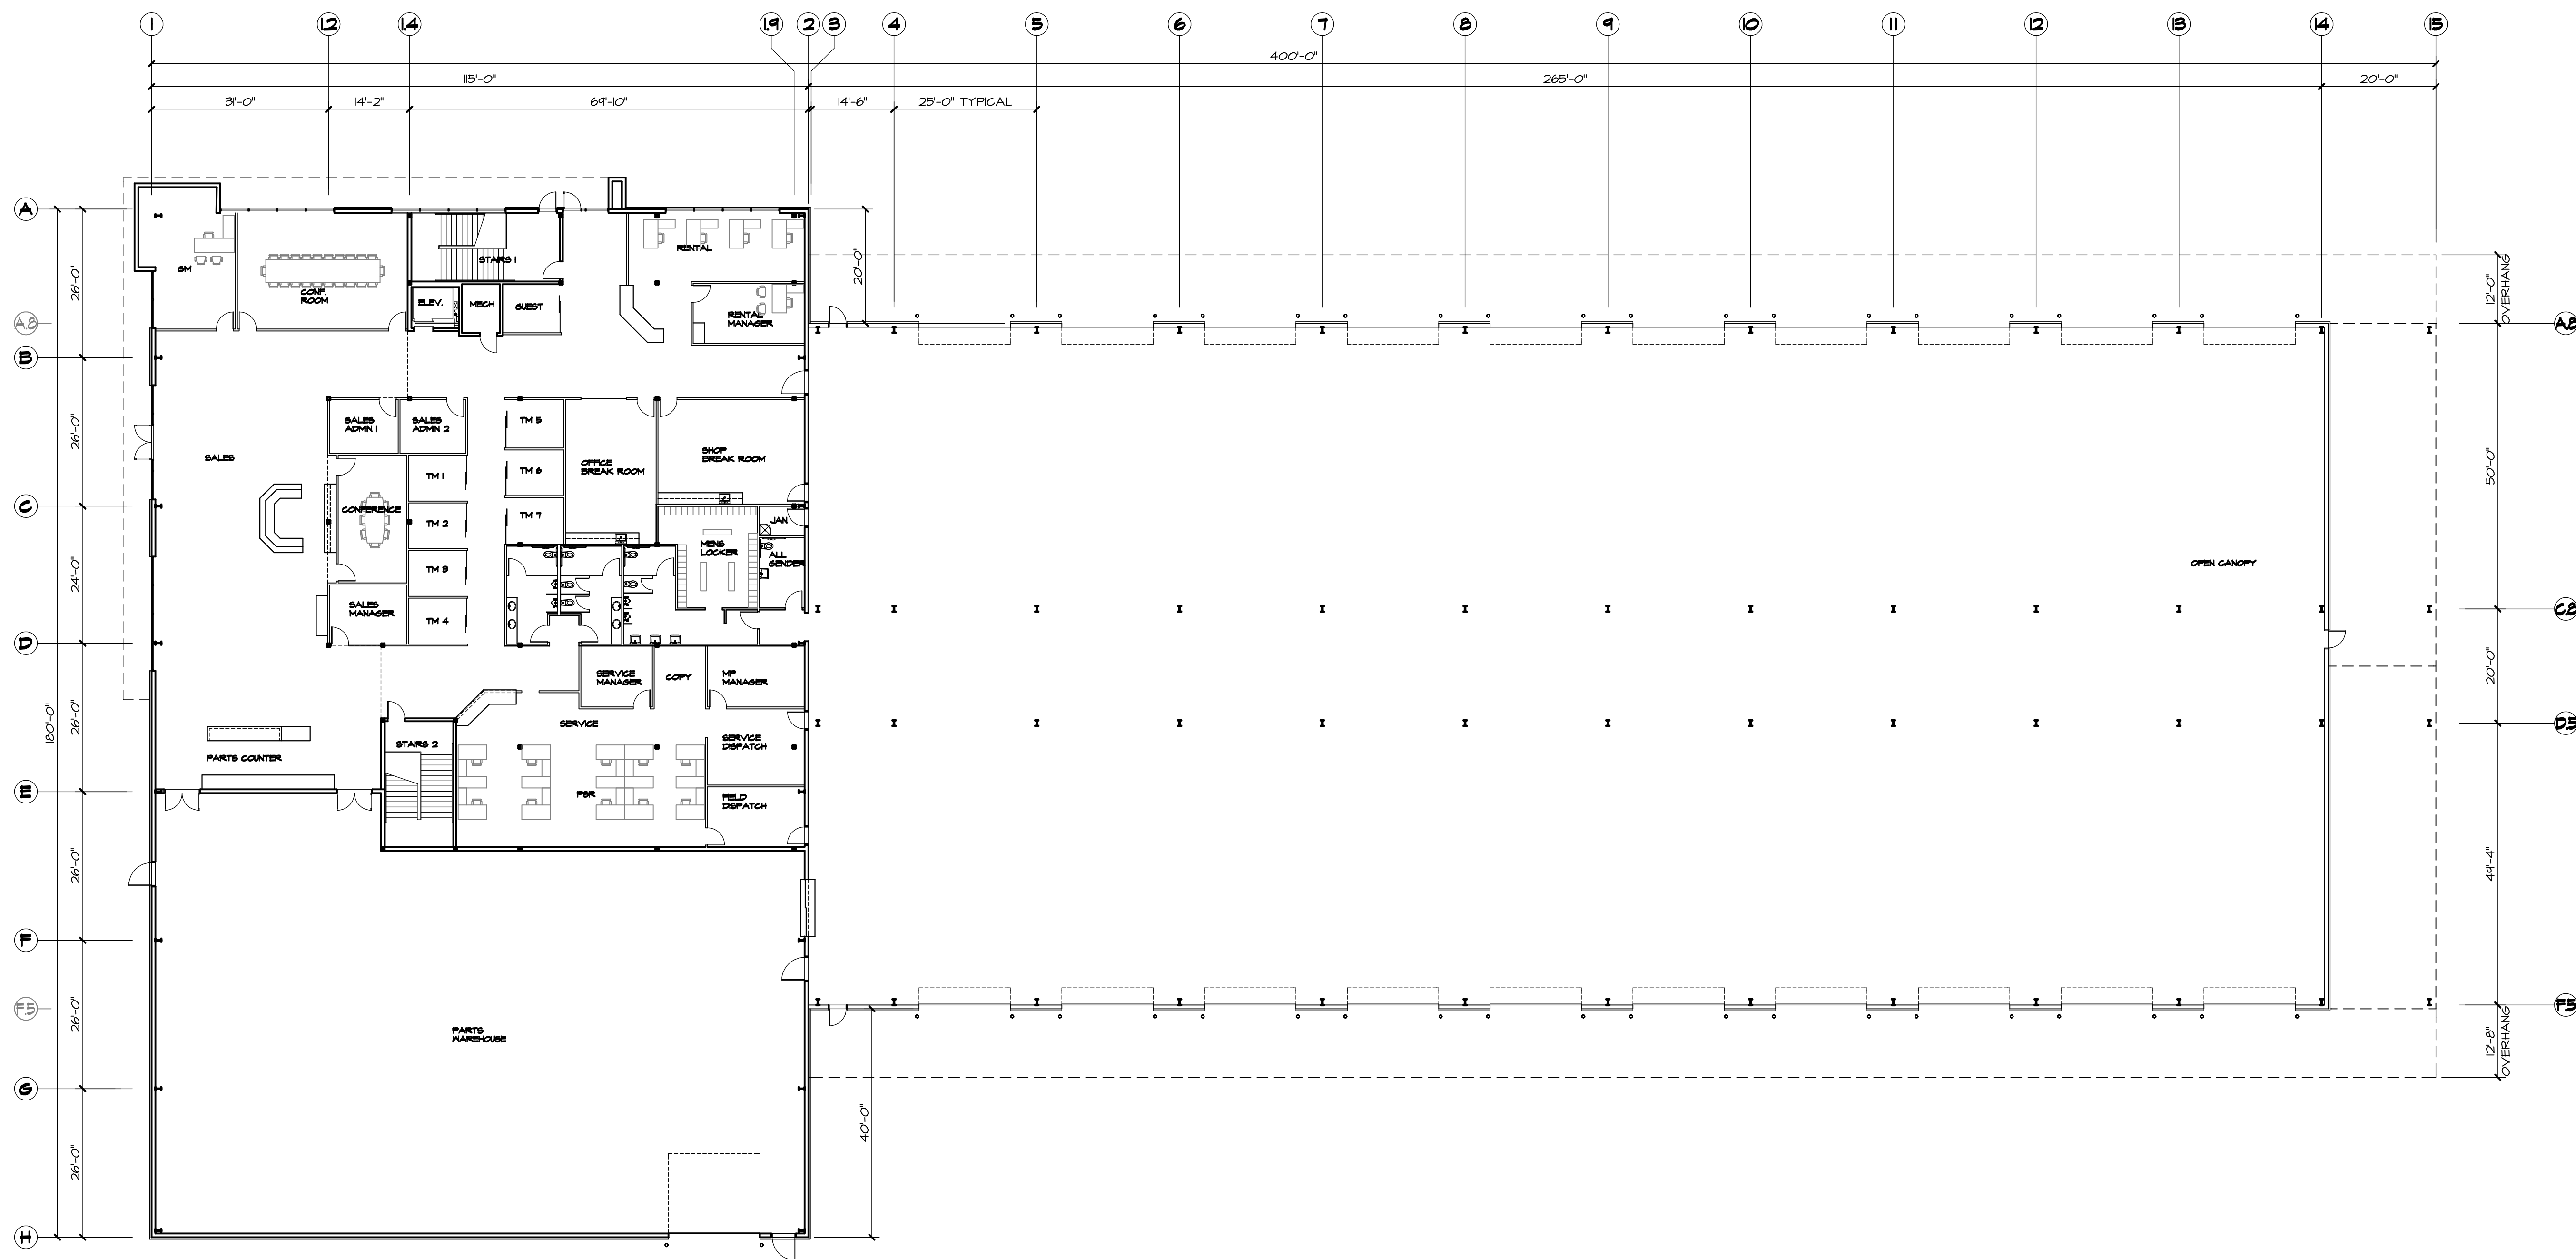 1 1.2 1.4 1.9 2 3 4 5 6 7 8 9 10 11 12 13 14 15
400'-0"
115'-0" 265'-0" 20'-0"
31'-0" 14'-2" 69'-10" 14'-6" 25'-0" TYPICAL
A
A.8
B
C
D
E
F
F.5
G
H
180'-0"
26'-0"
26'-0"
24'-0"
26'-0"
26'-0"
26'-0"
26'-0"
GM
CONF.
ROOM
STAIRS 1
ELEV.
MECH
GUEST
RENTAL
RENTAL
MANAGER
20'-0"
SALES
ADMIN 1
SALES
ADMIN 2
SALES
TM 5
TM 6
TM 7
OFFICE
BREAK ROOM
SHOP
BREAK ROOM
TM 1
TM 2
TM 3
TM 4
CONFERENCE
SALES
MANAGER
MENS
LOCKER
JAN
ALL
GENDER
SERVICE
MANAGER
COPY
MP
MANAGER
SERVICE
SERVICE
DISPATCH
STAIRS 2
PARTS COUNTER
PSR
FIELD
DISPATCH
PARTS
WAREHOUSE
40'-0"
OPEN CANOPY
12'-0"
OVERHANG
A.8
50'-0"
C.8
20'-0"
D.5
49'-4"
F.5
12'-8"
OVERHANG